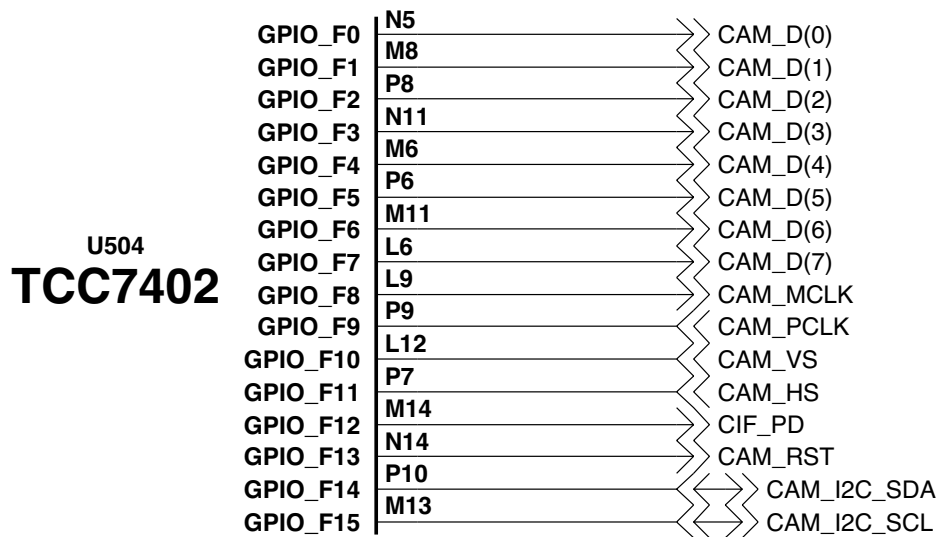 U504
TCC7402
GPIO_F0 N5 CAM_D(0)
GPIO_F1 M8 CAM_D(1)
GPIO_F2 P8 CAM_D(2)
GPIO_F3 N11 CAM_D(3)
GPIO_F4 M6 CAM_D(4)
GPIO_F5 P6 CAM_D(5)
GPIO_F6 M11 CAM_D(6)
GPIO_F7 L6 CAM_D(7)
GPIO_F8 L9 CAM_MCLK
GPIO_F9 P9 CAM_PCLK
GPIO_F10 L12 CAM_VS
GPIO_F11 P7 CAM_HS
GPIO_F12 M14 CIF_PD
GPIO_F13 N14 CAM_RST
GPIO_F14 P10 CAM_I2C_SDA
GPIO_F15 M13 CAM_I2C_SCL